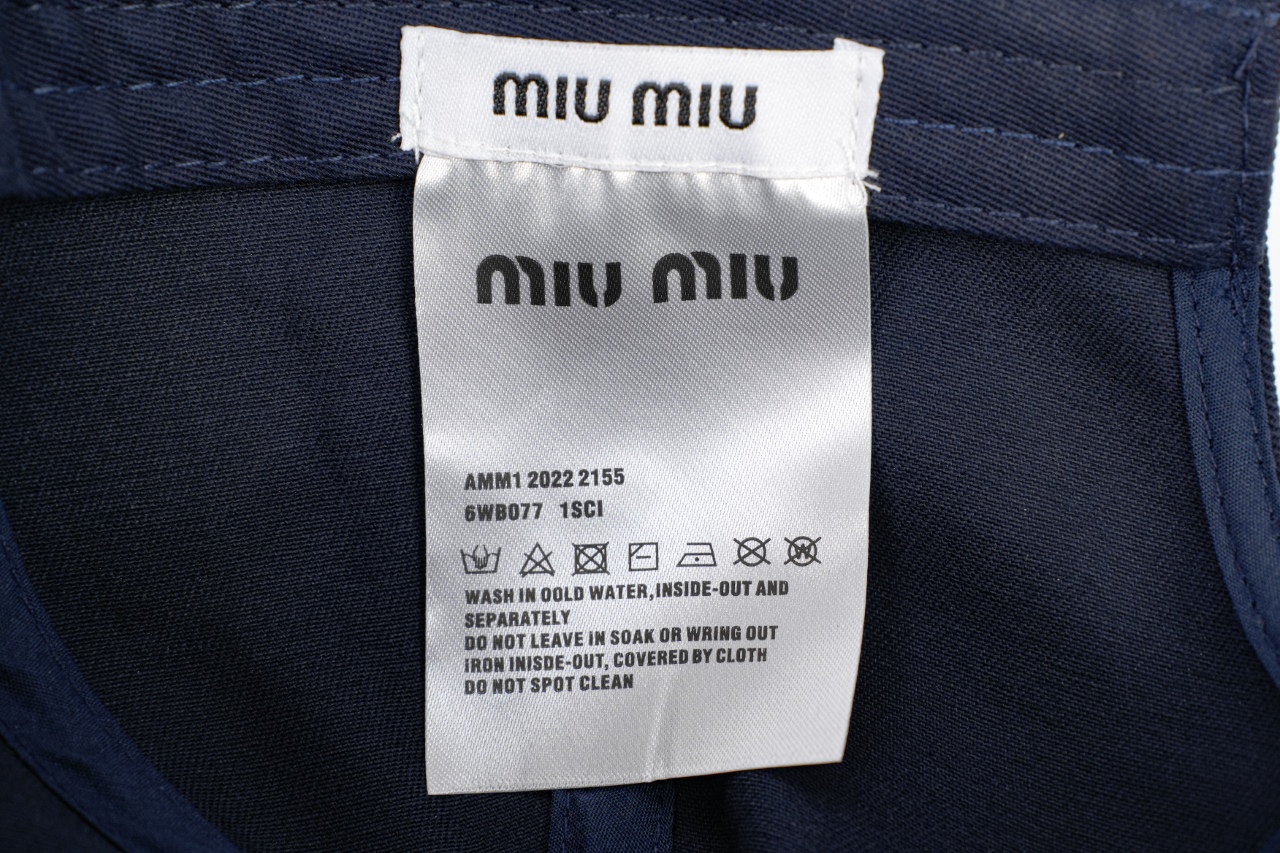 MIU MIU
MIU MIU
AMM1 2022 2155
6WB077 1SCI
W
WASH IN OOLD WATER,INSIDE-OUT AND
SEPARATELY
DO NOT LEAVE IN SOAK OR WRING OUT
IRON INISDE-OUT, COVERED BY CLOTH
DO NOT SPOT CLEAN